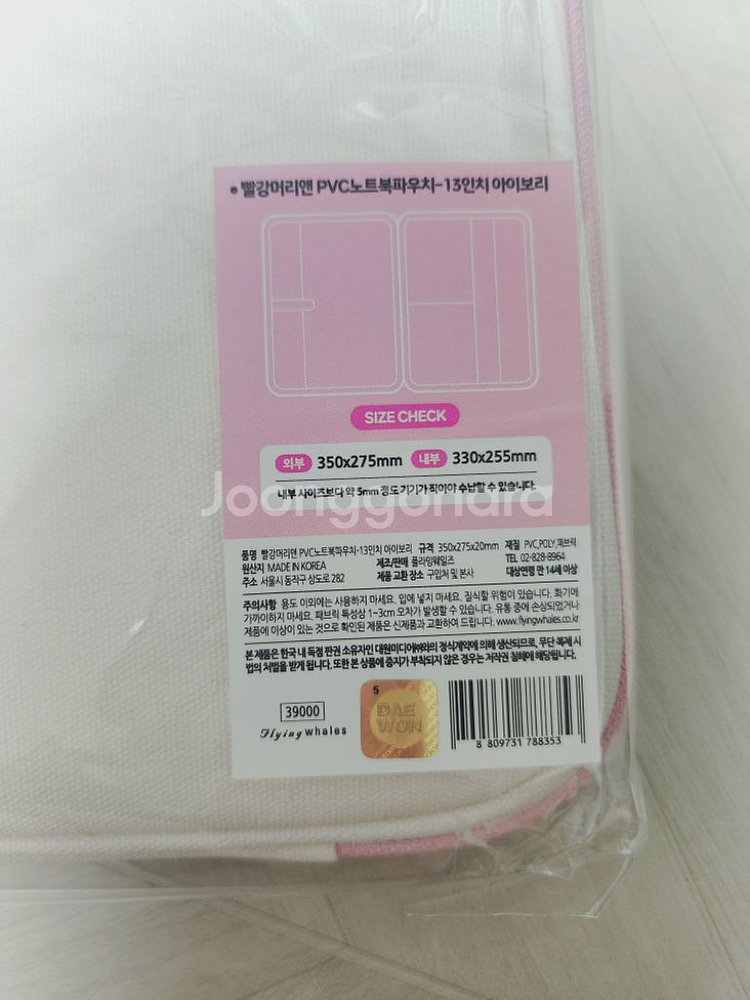 빨강머리앤 PVC노트북파우치-13인치 아이보리
SIZE CHECK
외부 350x275mm 내부 330x255mm
내부 사이즈보다 약 5mm 정도 기기가 작아야 수납할 수 있습니다.
Joonggonara
품명 빨강머리앤 PVC노트북파우치-13인치 아이보리 규격 350x275x20mm 재질 PVC,POLY,패브릭
원산지 MADE IN KOREA 제조/판매 플라잉웨일즈 TEL 02-828-8964
주소 서울시 동작구 상도로 282 제품 교환 장소 구입처 및 본사 대상연령 만 14세 이상
주의사항 용도 이외에는 사용하지 마세요. 입에 넣지 마세요. 질식할 위험이 있습니다. 화기에
가까이하지 마세요. 패브릭 특성상 1~3cm 오차가 발생할 수 있습니다. 유통 중에 손상되었거나
제품에 이상이 있는 것으로 확인된 제품은 신제품과 교환하여 드립니다. www.flyingwhales.co.kr
본 제품은 한국 내 독점 판권 소유자인 대원미디어㈜와의 정식계약에 의해 생산되므로, 무단 복제 시
법의 처벌을 받게 됩니다. 또한 본 상품에 증지가 부착되지 않은 경우는 저작권 침해에 해당됩니다.
39000
Flying whales
5
DAE
WON
8 809731 788353